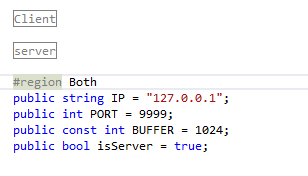 Client
server
#region Both
public string IP = "127.0.0.1";
public int PORT = 9999;
public const int BUFFER = 1024;
public bool isServer = true;